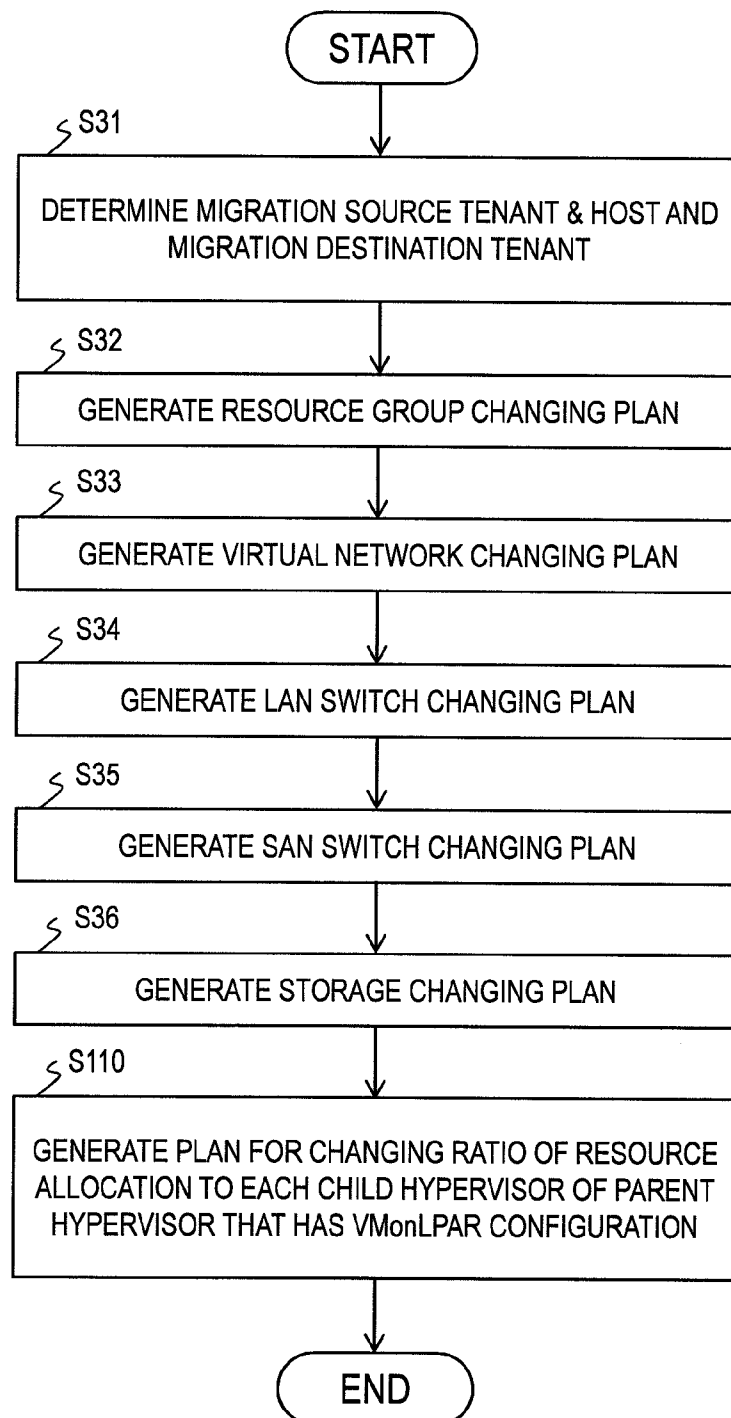 START
S31
DETERMINE MIGRATION SOURCE TENANT & HOST AND
MIGRATION DESTINATION TENANT
S32
GENERATE RESOURCE GROUP CHANGING PLAN
S33
GENERATE VIRTUAL NETWORK CHANGING PLAN
S34
GENERATE LAN SWITCH CHANGING PLAN
S35
GENERATE SAN SWITCH CHANGING PLAN
S36
GENERATE STORAGE CHANGING PLAN
S110
GENERATE PLAN FOR CHANGING RATIO OF RESOURCE
ALLOCATION TO EACH CHILD HYPERVISOR OF PARENT
HYPERVISOR THAT HAS VMonLPAR CONFIGURATION
END